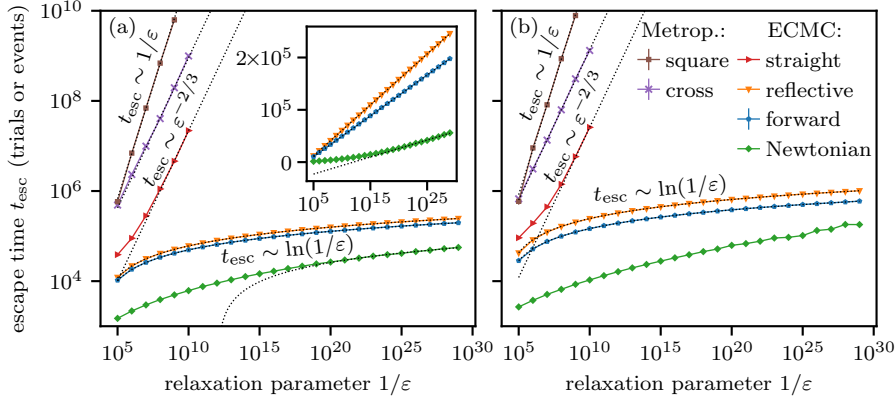 escape time t_esc (trials or events)
10^10
10^8
10^6
10^4
(a)
t_esc ~ 1/ε
t_esc ~ ε^−2/3
t_esc ~ ln(1/ε)
2×10^5
10^5
0
10^5 10^15 10^25
10^5 10^10 10^15 10^20 10^25 10^30
relaxation parameter 1/ε
(b)
t_esc ~ 1/ε
t_esc ~ ε^−2/3
t_esc ~ ln(1/ε)
Metrop.: ECMC:
square straight
cross reflective
forward
Newtonian
10^5 10^10 10^15 10^20 10^25 10^30
relaxation parameter 1/ε